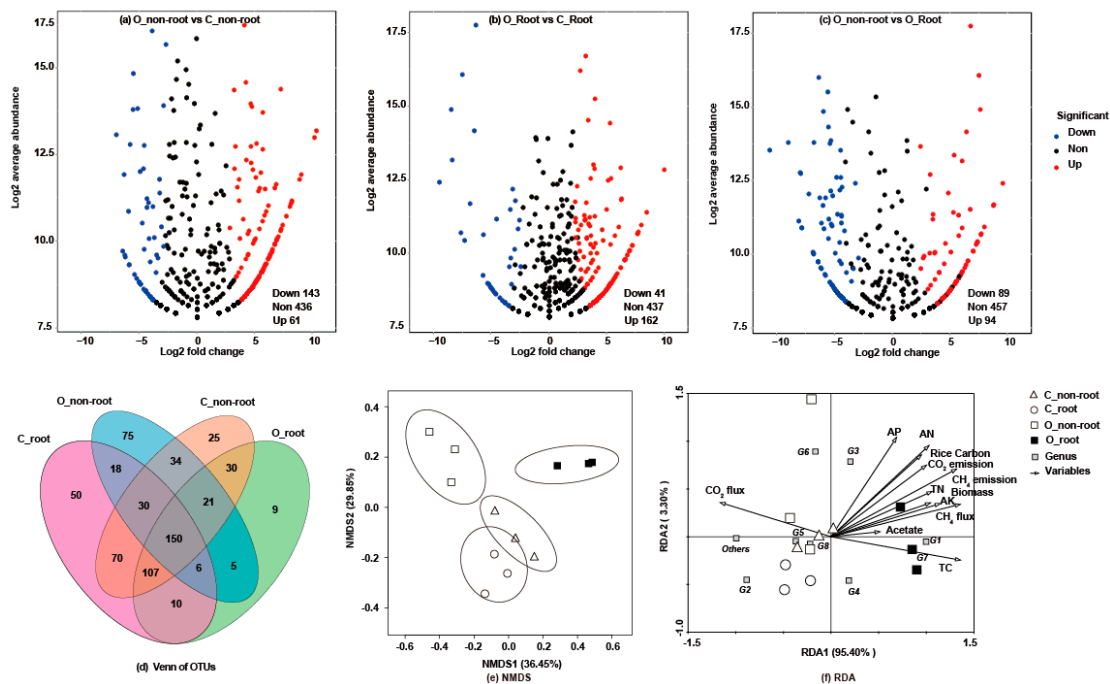 (a) O_non-root vs C_non-root
17.5
15.0
12.5
10.0
7.5
Log2 average abundance
Down 143
Non 436
Up 61
−10
−5
0
5
10
Log2 fold change
(b) O_Root vs C_Root
17.5
15.0
12.5
10.0
7.5
Log2 average abundance
Down 41
Non 437
Up 162
−10
−5
0
5
10
Log2 fold change
(c) O_non-root vs O_Root
17.5
15.0
12.5
10.0
7.5
Log2 average abundance
Down 89
Non 457
Up 94
−10
−5
0
5
10
Log2 fold change
Significant
Down
Non
Up
O_non-root
C_non-root
C_root
O_root
75
25
18
34
30
50
30
21
9
150
70
107
6
5
10
(d) Venn of OTUs
0.4
0.2
0.0
-0.2
-0.4
NMDS2 (29.85%)
-0.6
-0.4
-0.2
0.0
0.2
0.4
0.6
NMDS1 (36.45%)
(e) NMDS
1.5
-1.0
RDA2 ( 3.30% )
AP
AN
G6
G3
Rice Carbon
CO2 emission
CH4 emission
TN
Biomass
CO2 flux
AK
CH4 flux
Acetate
G5
G8
G1
Others
G7
TC
G2
G4
-1.5
1.5
RDA1 (95.40% )
(f) RDA
C_non-root
C_root
O_non-root
O_root
Genus
Variables